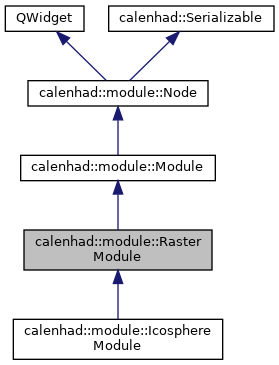 QWidget
calenhad::Serializable
calenhad::module::Node
calenhad::module::Module
calenhad::module::Raster
Module
calenhad::module::Icosphere
Module